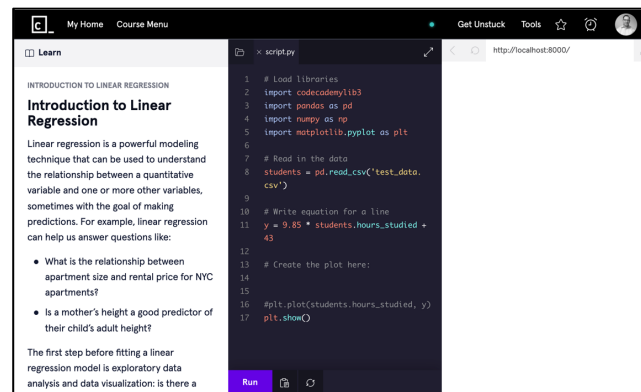 C_ My Home Course Menu Get Unstuck Tools
Learn
INTRODUCTION TO LINEAR REGRESSION
Introduction to Linear
Regression
Linear regression is a powerful modeling
technique that can be used to understand
the relationship between a quantitative
variable and one or more other variables,
sometimes with the goal of making
predictions. For example, linear regression
can help us answer questions like:
• What is the relationship between
apartment size and rental price for NYC
apartments?
• Is a mother's height a good predictor of
their child's adult height?
The first step before fitting a linear
regression model is exploratory data
analysis and data visualization: is there a
× script.py
1 # Load libraries
2 import codecademylib3
3 import pandas as pd
4 import numpy as np
5 import matplotlib.pyplot as plt
6
7 # Read in the data
8 students = pd.read_csv('test_data.
csv')
9
10 # Write equation for a line
11 y = 9.85 * students.hours_studied +
43
12
13 # Create the plot here:
14
15
16 #plt.plot(students.hours_studied, y)
17 plt.show()
Run
http://localhost:8000/